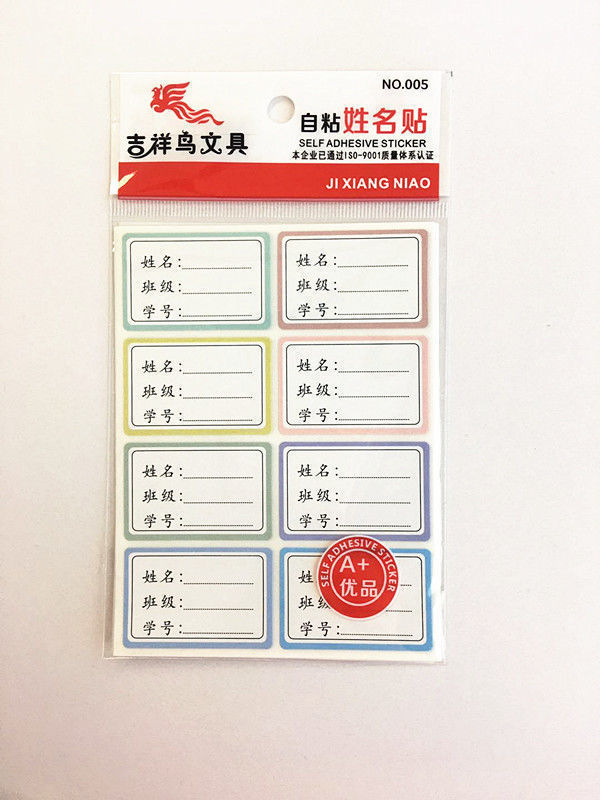 NO.005
吉祥鸟文具
自粘姓名贴
SELF ADHESIVE STICKER
本企业已通过ISO-9001质量体系认证
JI XIANG NIAO
姓名:
班级:
学号:
姓名:
班级:
学号:
姓名:
班级:
学号:
姓名:
班级:
学号:
姓名:
班级:
学号:
姓名:
班级:
学号:
姓名:
班级:
学号:
姓
班级
学号:
SELF ADHESIVE STICKER
A+
优品